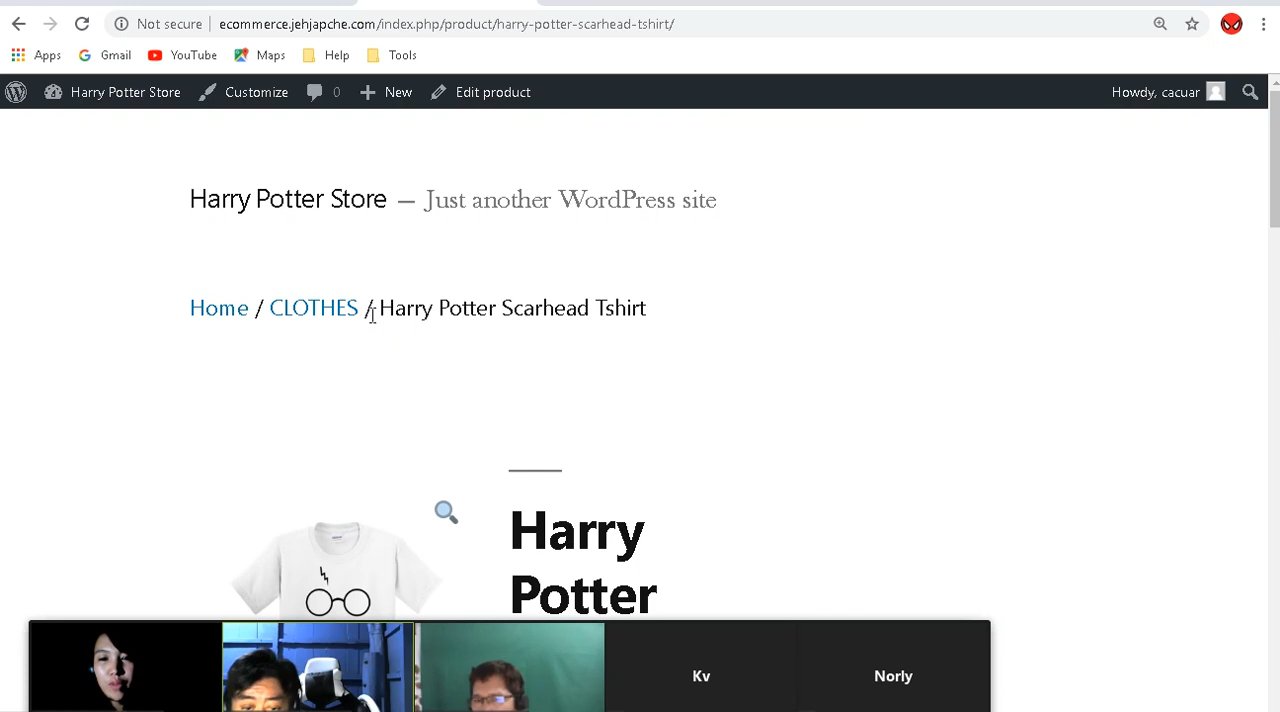 Not secure ecommerce.jehjapche.com/index.php/product/harry-potter-scarhead-tshirt/
Apps Gmail YouTube Maps Help Tools
Harry Potter Store Customize 0 New Edit product Howdy, cacuar
Harry Potter Store — Just another WordPress site
Home / CLOTHES / Harry Potter Scarhead Tshirt
Harry
Potter
Kv Norly